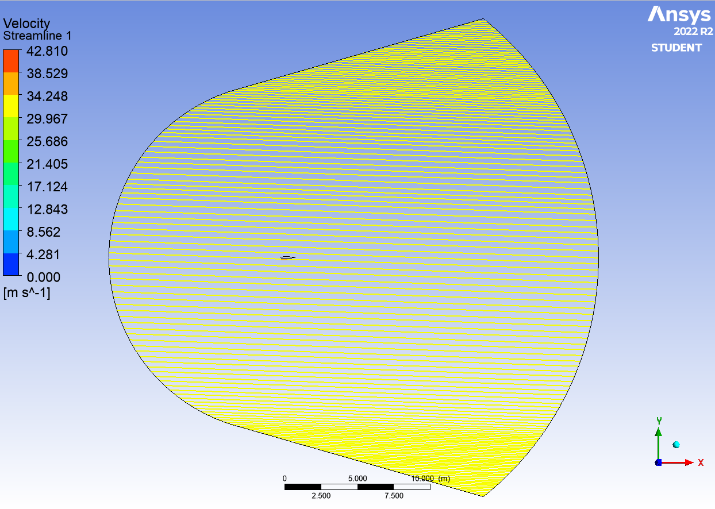 Velocity
Streamline 1
42.810
38.529
34.248
29.967
25.686
21.405
17.124
12.843
8.562
4.281
0.000
[m s^-1]
Ansys
2022 R2
STUDENT
Y
X
0 5.000 10.000 (m)
2.500 7.500